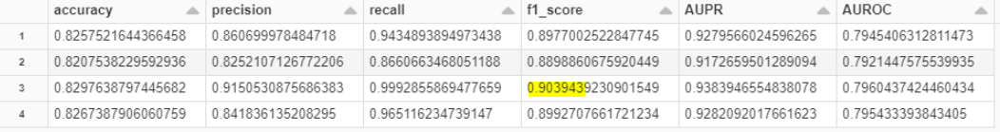 accuracy precision recall f1_score AUPR AUROC
1 0.8257521644366458 0.860699978484718 0.9434893894973438 0.8977002522847745 0.9279566024596265 0.7945406312811473
2 0.8207538229592936 0.8252107126772206 0.8660663468051188 0.8898860675920449 0.9172659501289094 0.7921447575539935
3 0.8297638797445682 0.9150530875686383 0.9992855869477659 0.9039439230901549 0.9383946554838078 0.7960437424460434
4 0.8267387906060759 0.841836135208295 0.965116234739147 0.8992707661721234 0.9282092017661623 0.795433393843405